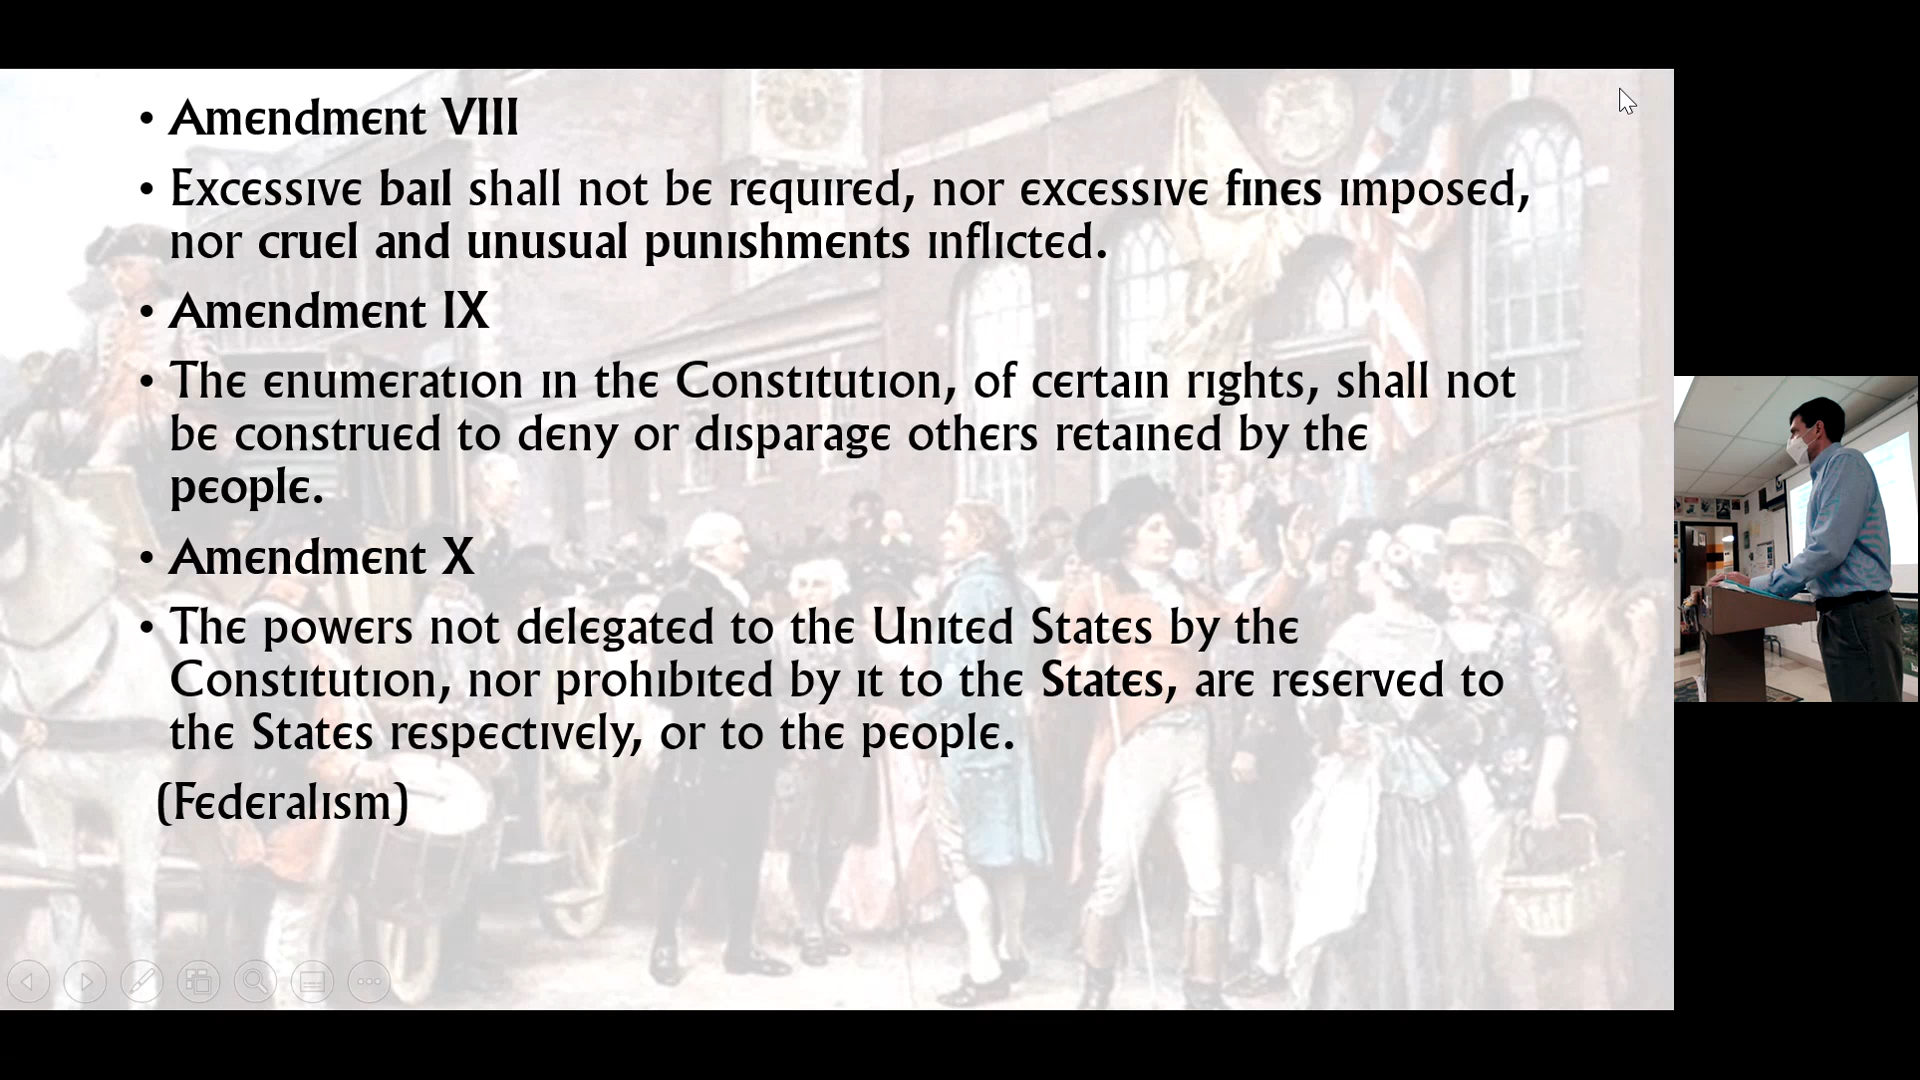 • Amendment VIII
• Excessive bail shall not be required, nor excessive fines imposed,
nor cruel and unusual punishments inflicted.
• Amendment IX
• The enumeration in the Constitution, of certain rights, shall not
be construed to deny or disparage others retained by the
people.
• Amendment X
• The powers not delegated to the United States by the
Constitution, nor prohibited by it to the States, are reserved to
the States respectively, or to the people.
(Federalism)